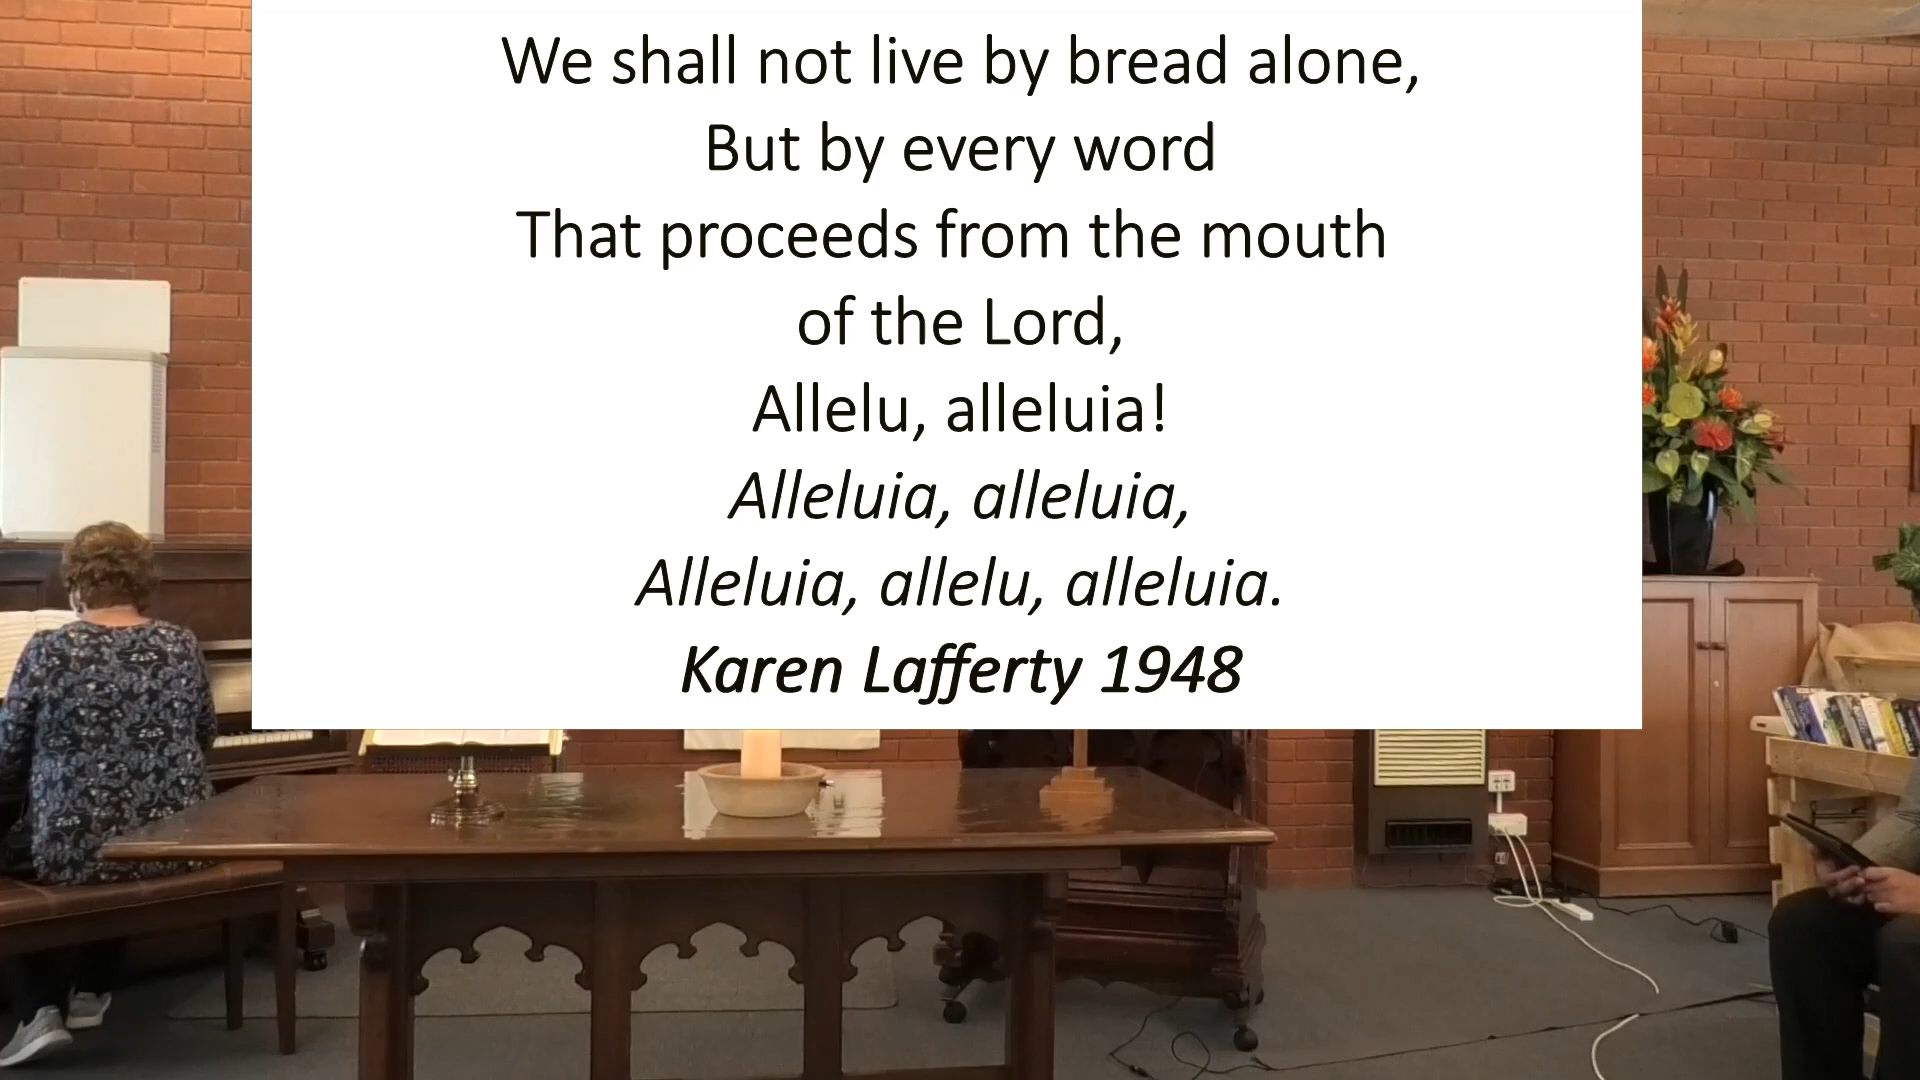 We shall not live by bread alone,
But by every word
That proceeds from the mouth
of the Lord,
Allelu, alleluia!
Alleluia, alleluia,
Alleluia, allelu, alleluia.
Karen Lafferty 1948